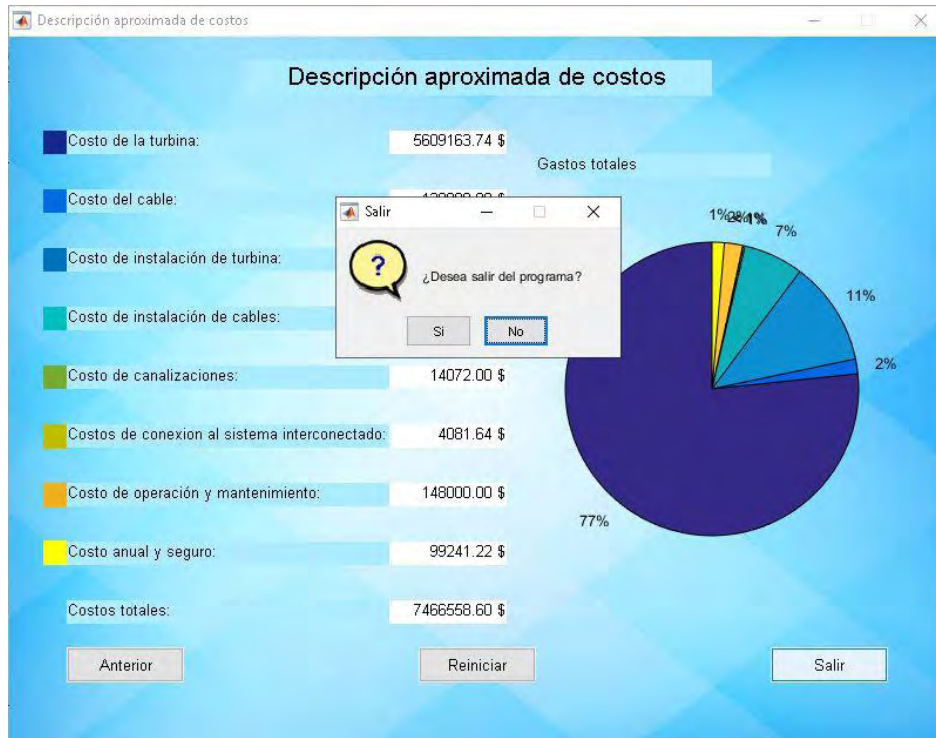 Descripción aproximada de costos
Descripción aproximada de costos
Costo de la turbina:
5609163.74 $
Gastos totales
Costo del cable:
Salir
1%
7%
Costo de instalación de turbina:
¿Desea salir del programa?
11%
Costo de instalación de cables:
Si
No
Costo de canalizaciones:
14072.00 $
2%
Costos de conexion al sistema interconectado:
4081.64 $
Costo de operación y mantenimiento:
148000.00 $
77%
Costo anual y seguro:
99241.22 $
Costos totales:
7466558.60 $
Anterior
Reiniciar
Salir